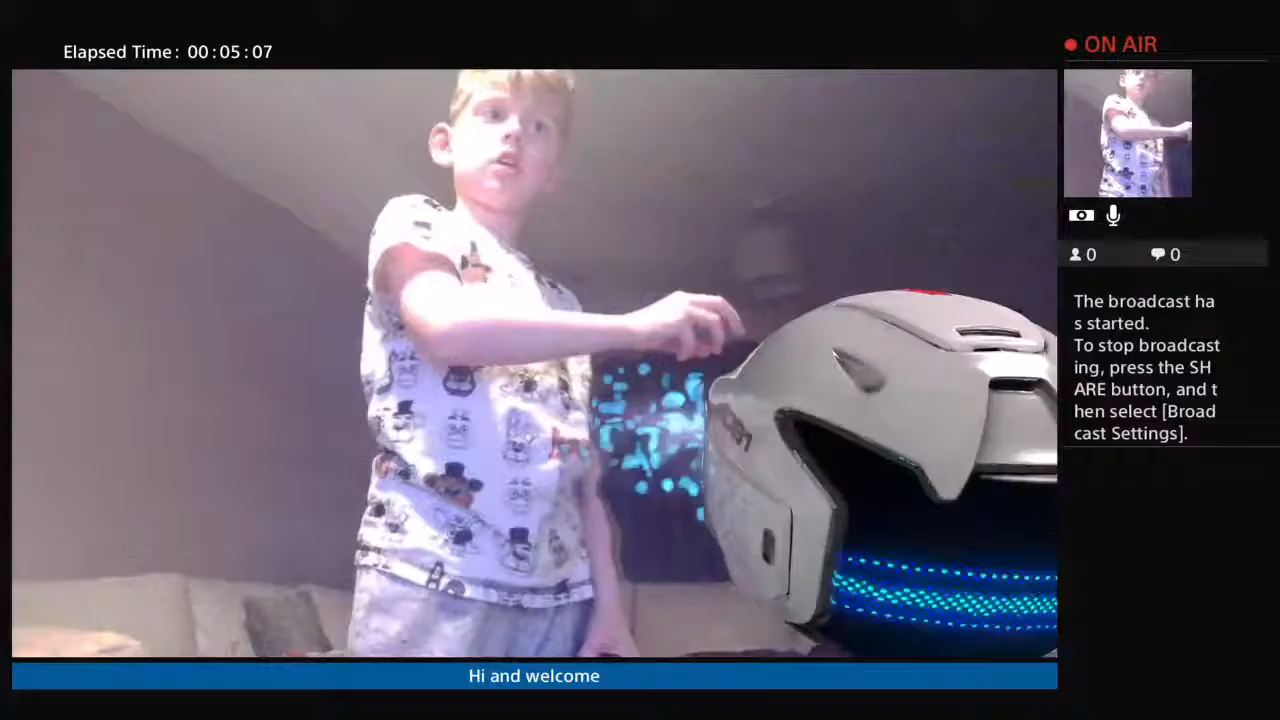 Elapsed Time: 00:05:07
ON AIR
0
0
The broadcast ha
s started.
To stop broadcast
ing, press the SH
ARE button, and t
hen select [Broad
cast Settings].
Hi and welcome